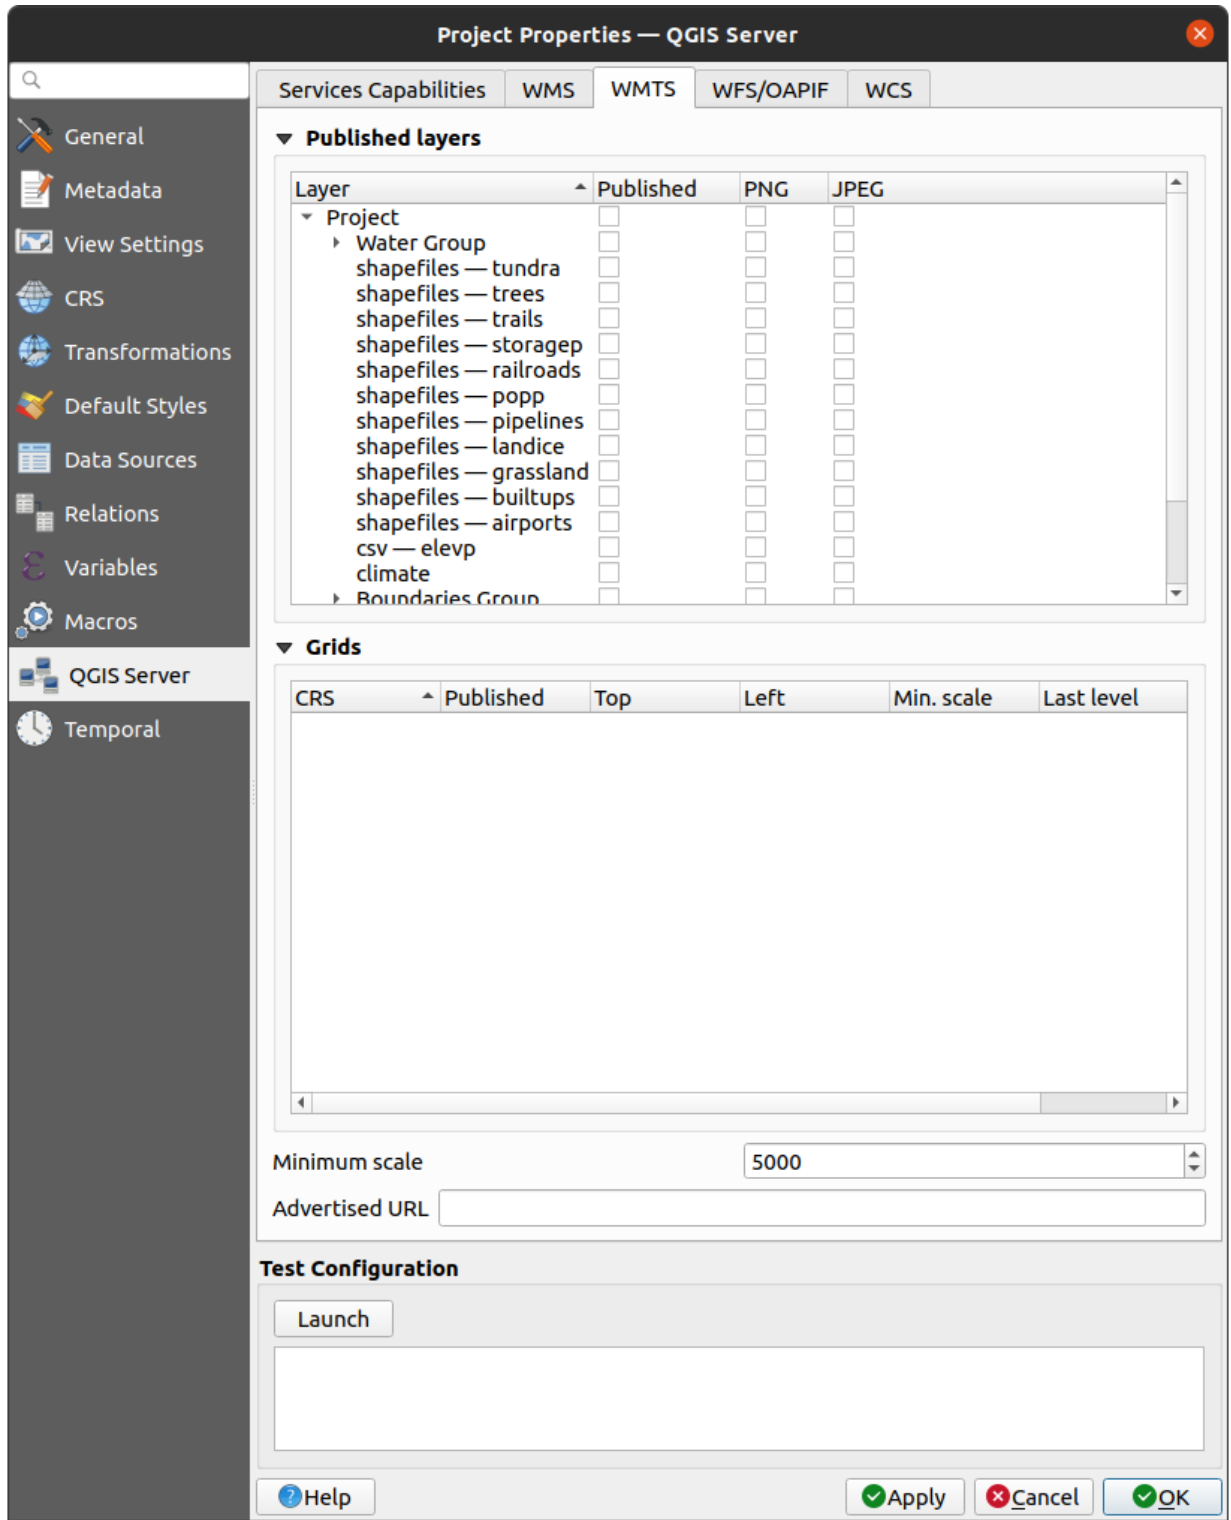 Project Properties — QGIS Server
General
Metadata
View Settings
CRS
Transformations
Default Styles
Data Sources
Relations
Variables
Macros
QGIS Server
Temporal
Services Capabilities WMS WMTS WFS/OAPIF WCS
Published layers
Layer Published PNG JPEG
Project
Water Group
shapefiles — tundra
shapefiles — trees
shapefiles — trails
shapefiles — storagep
shapefiles — railroads
shapefiles — popp
shapefiles — pipelines
shapefiles — landice
shapefiles — grassland
shapefiles — builtups
shapefiles — airports
csv — elevp
climate
Boundaries Group
Grids
CRS Published Top Left Min. scale Last level
Minimum scale 5000
Advertised URL
Test Configuration
Launch
Help Apply Cancel OK